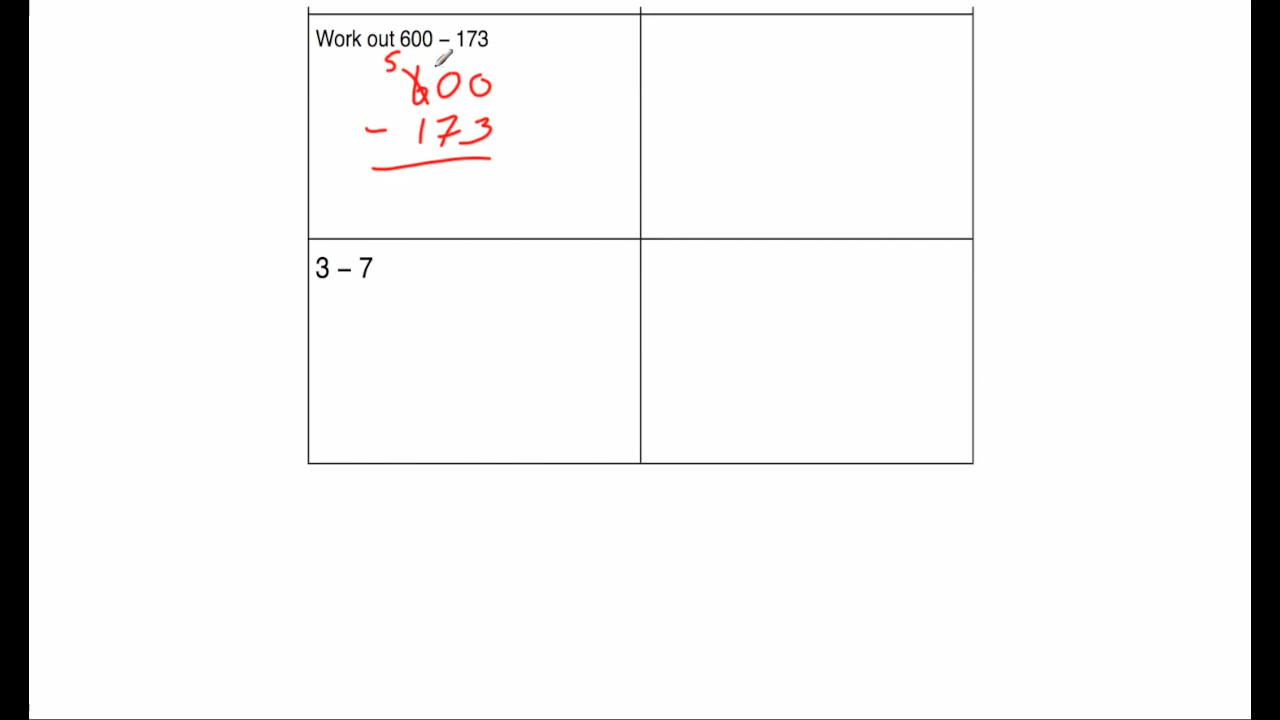 Work out 600 – 173
5
600
- 173
3 – 7